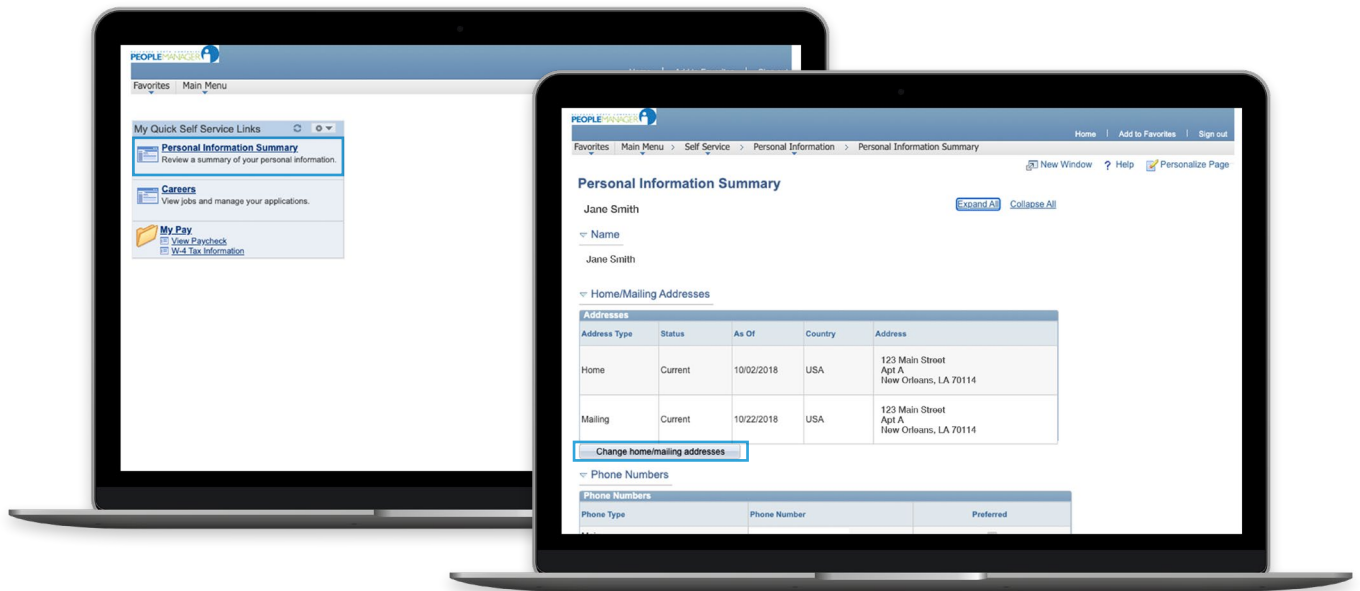 PEOPLEMANAGER
Favorites Main Menu
My Quick Self Service Links
Personal Information Summary
Review a summary of your personal information.
Careers
View jobs and manage your applications.
My Pay
View Paycheck
W-4 Tax Information
PEOPLEMANAGER
Home | Add to Favorites | Sign out
Favorites Main Menu > Self Service > Personal Information > Personal Information Summary
New Window ? Help Personalize Page
Personal Information Summary
Jane Smith
Expand All Collapse All
Name
Jane Smith
Home/Mailing Addresses
Addresses
Address Type Status As Of Country Address
Home Current 10/02/2018 USA 123 Main Street
Apt A
New Orleans, LA 70114
Mailing Current 10/22/2018 USA 123 Main Street
Apt A
New Orleans, LA 70114
Change home/mailing addresses
Phone Numbers
Phone Numbers
Phone Type Phone Number Preferred